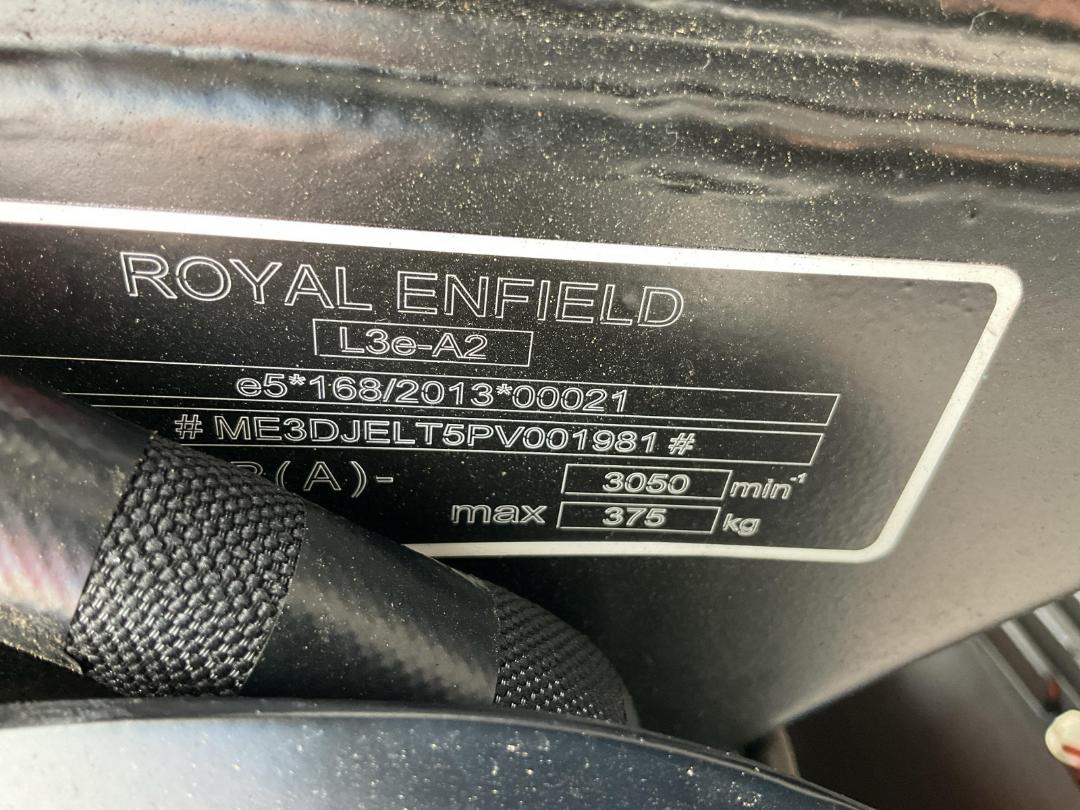 ROYAL ENFIELD
L3e-A2
e5*168/2013*00021
# ME3DJELT5PV001981 #
(A)- 3050 min-¹
max 375 kg